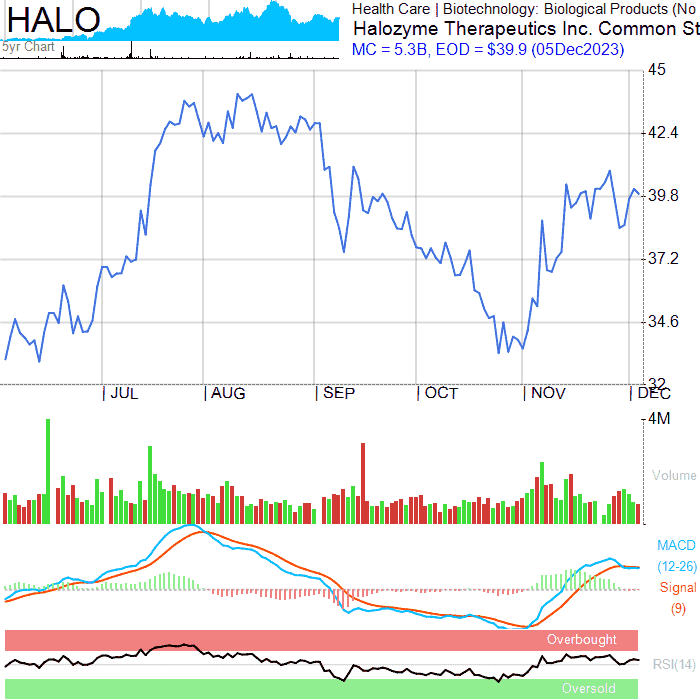 HALO
5yr Chart
Health Care | Biotechnology: Biological Products (No
Halozyme Therapeutics Inc. Common St
MC = 5.3B, EOD = $39.9 (05Dec2023)
45
42.4
39.8
37.2
34.6
32
JUL AUG SEP OCT NOV DEC
4M
Volume
MACD
(12-26)
Signal
(9)
Overbought
RSI(14)
Oversold